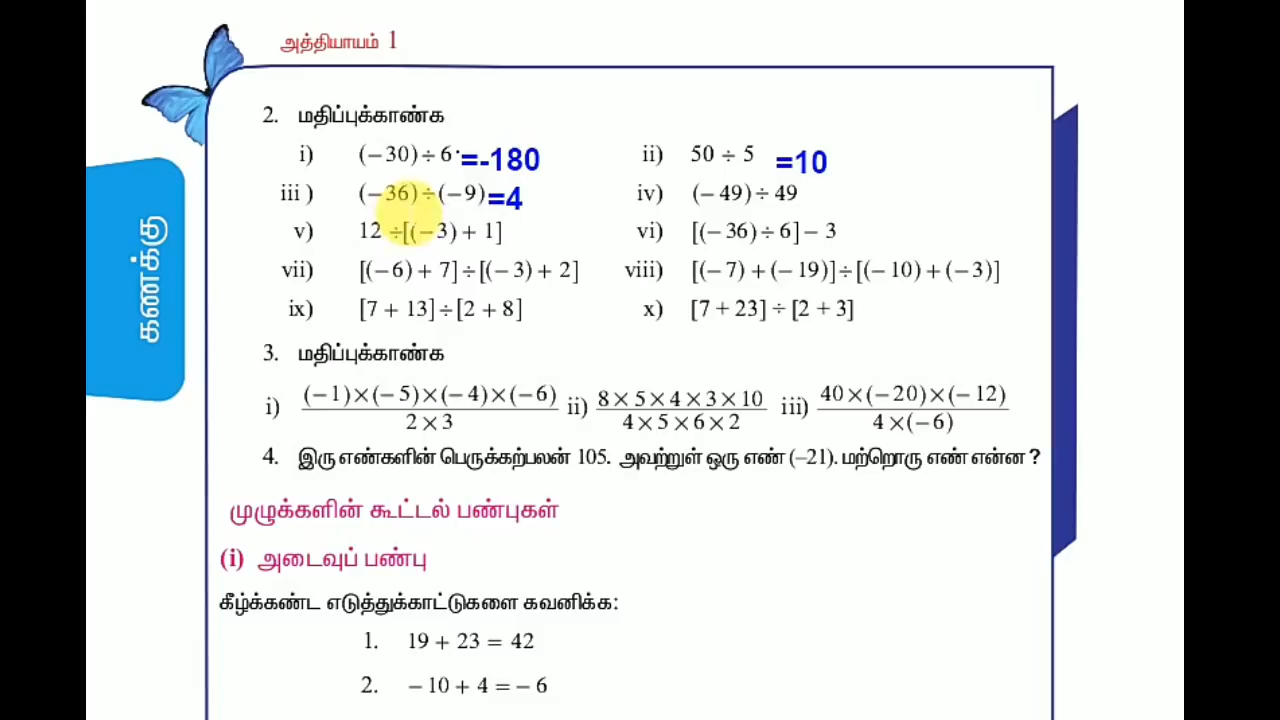 அத்தியாயம் 1
கணக்கு
2. மதிப்புக்காண்க
i) (−30) ÷ 6 =-180 ii) 50 ÷ 5 =10
iii ) (−36) ÷ (−9) =4 iv) (− 49) ÷ 49
v) 12 ÷ [(−3) + 1] vi) [(− 36) ÷ 6] − 3
vii) [(−6) + 7] ÷ [(− 3) + 2] viii) [(− 7) + (− 19)] ÷ [(− 10) + (−3)]
ix) [7 + 13] ÷ [2 + 8] x) [7 + 23] ÷ [2 + 3]
3. மதிப்புக்காண்க
i) (−1)×(−5)×(−4)×(−6) / 2×3 ii) 8×5×4×3×10 / 4×5×6×2 iii) 40×(−20)×(−12) / 4×(−6)
4. இரு எண்களின் பெருக்கற்பலன் 105. அவற்றுள் ஒரு எண் (−21). மற்றொரு எண் என்ன ?
முழுக்களின் கூட்டல் பண்புகள்
(i) அடைவுப் பண்பு
கீழ்க்கண்ட எடுத்துக்காட்டுகளை கவனிக்க:
1. 19 + 23 = 42
2. − 10 + 4 = − 6